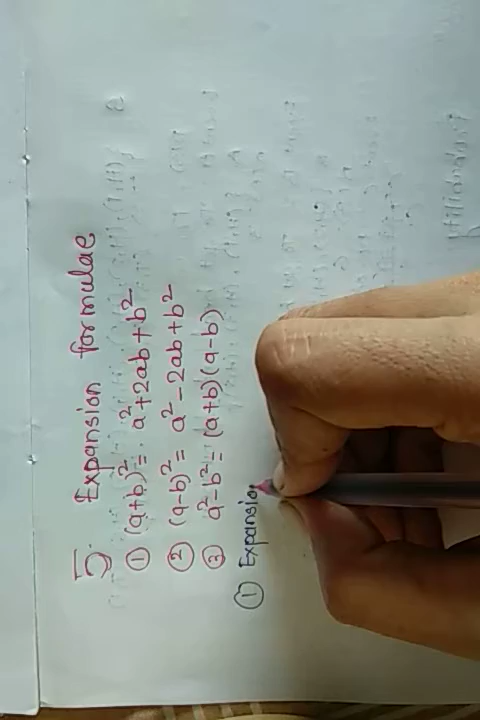 5. Expansion formulae
① (a+b)² = a²+2ab+b²
② (a-b)² = a²-2ab+b²
③ a²-b² = (a+b)(a-b)
① Expansio